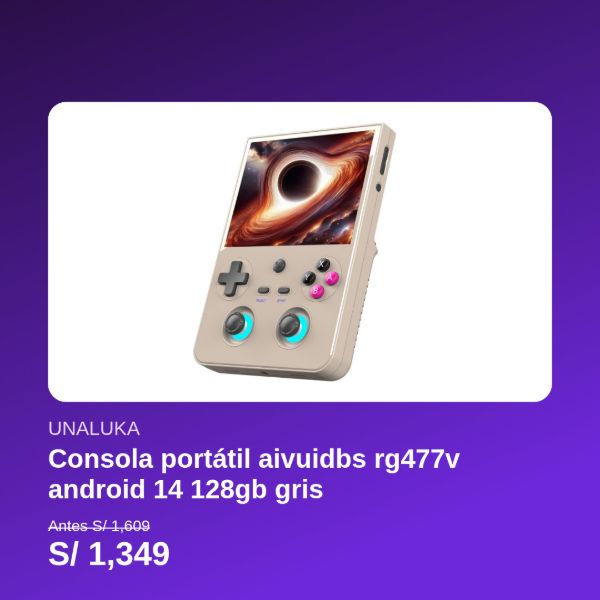 UNALUKA
Consola portátil aivuidbs rg477v
android 14 128gb gris
Antes S/ 1,609
S/ 1,349